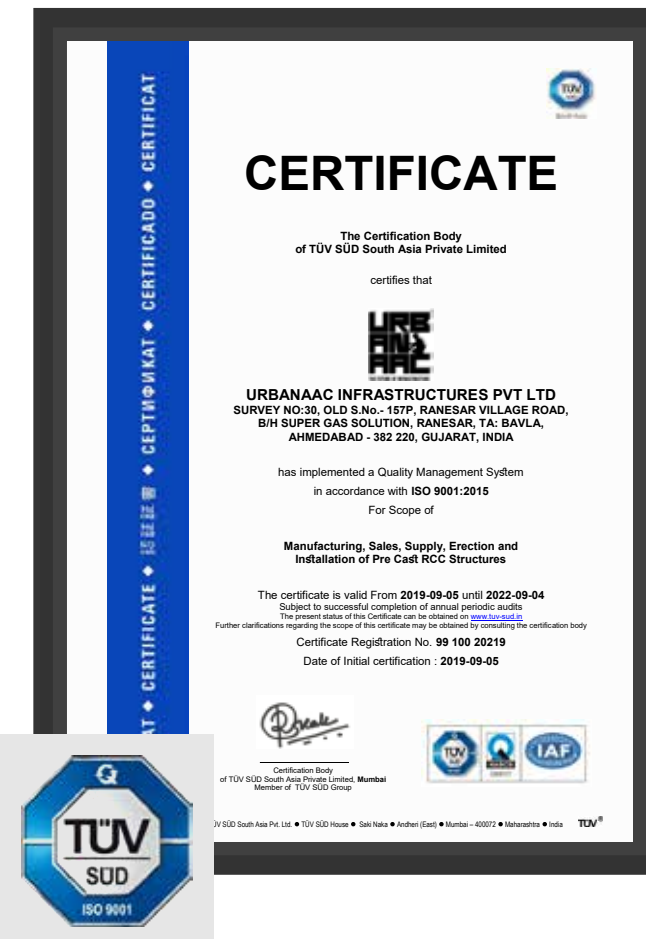 TÜV
CERTIFICATE
The Certification Body
of TÜV SÜD South Asia Private Limited
certifies that
URB
AN
AAC
URBANAAC INFRASTRUCTURES PVT LTD
SURVEY NO:30, OLD S.No.- 157P, RANESAR VILLAGE ROAD,
B/H SUPER GAS SOLUTION, RANESAR, TA: BAVLA,
AHMEDABAD - 382 220, GUJARAT, INDIA
has implemented a Quality Management System
in accordance with ISO 9001:2015
For Scope of
Manufacturing, Sales, Supply, Erection and
Installation of Pre Cast RCC Structures
The certificate is valid From 2019-09-05 until 2022-09-04
Subject to successful completion of annual periodic audits
The present status of this Certificate can be obtained on www.tuv-sud.in
Further clarifications regarding the scope of this certificate may be obtained by consulting the certification body
Certificate Registration No. 99 100 20219
Date of Initial certification : 2019-09-05
Certification Body
of TÜV SÜD South Asia Private Limited, Mumbai
Member of TÜV SÜD Group
TÜV
SÜD
IAF
ÜV SÜD South Asia Pvt. Ltd. ● TÜV SÜD House ● Saki Naka ● Andheri (East) ● Mumbai – 400072 ● Maharashtra ● India TÜV®
AT ◆ CERTIFICATE ◆ ◆ СЕРТИФИКАТ ◆ CERTIFICADO ◆ CERTIFICAT
TÜV
SÜD
ISO 9001